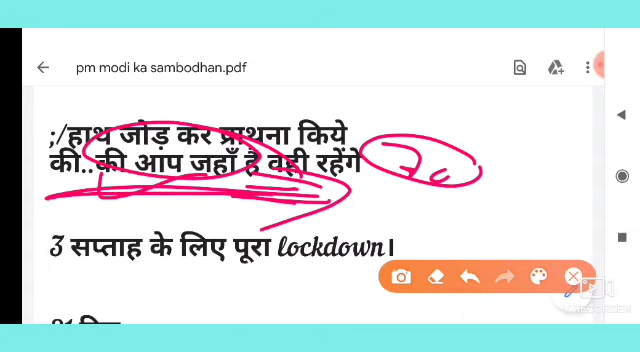 pm modi ka sambodhan.pdf
;/हाथ जोड़ कर प्राथना किये
की..की आप जहाँ है वही रहेंगे
3 सप्ताह के लिए पूरा lockdown।